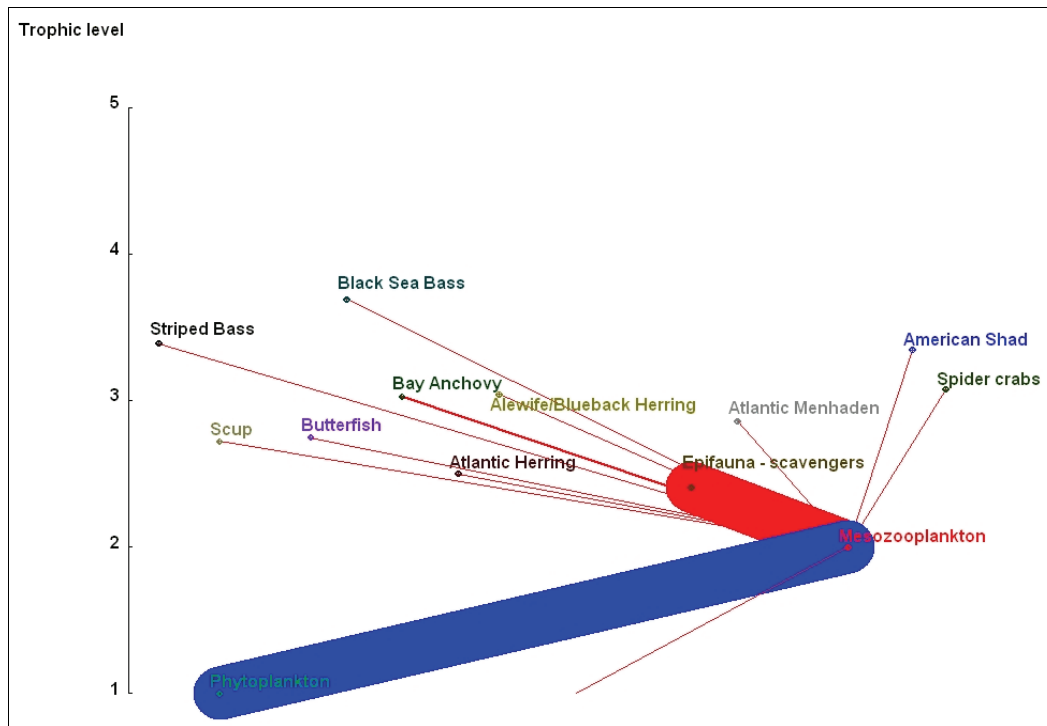 Trophic level
5
4
Black Sea Bass
Striped Bass
American Shad
Bay Anchovy
Spider crabs
3
Alewife/Blueback Herring
Atlantic Menhaden
Scup
Butterfish
Atlantic Herring
Epifauna - scavengers
2
Mesozooplankton
Phytoplankton
1